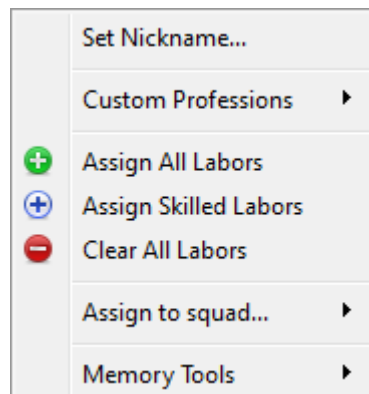 Set Nickname...
Custom Professions
Assign All Labors
Assign Skilled Labors
Clear All Labors
Assign to squad...
Memory Tools